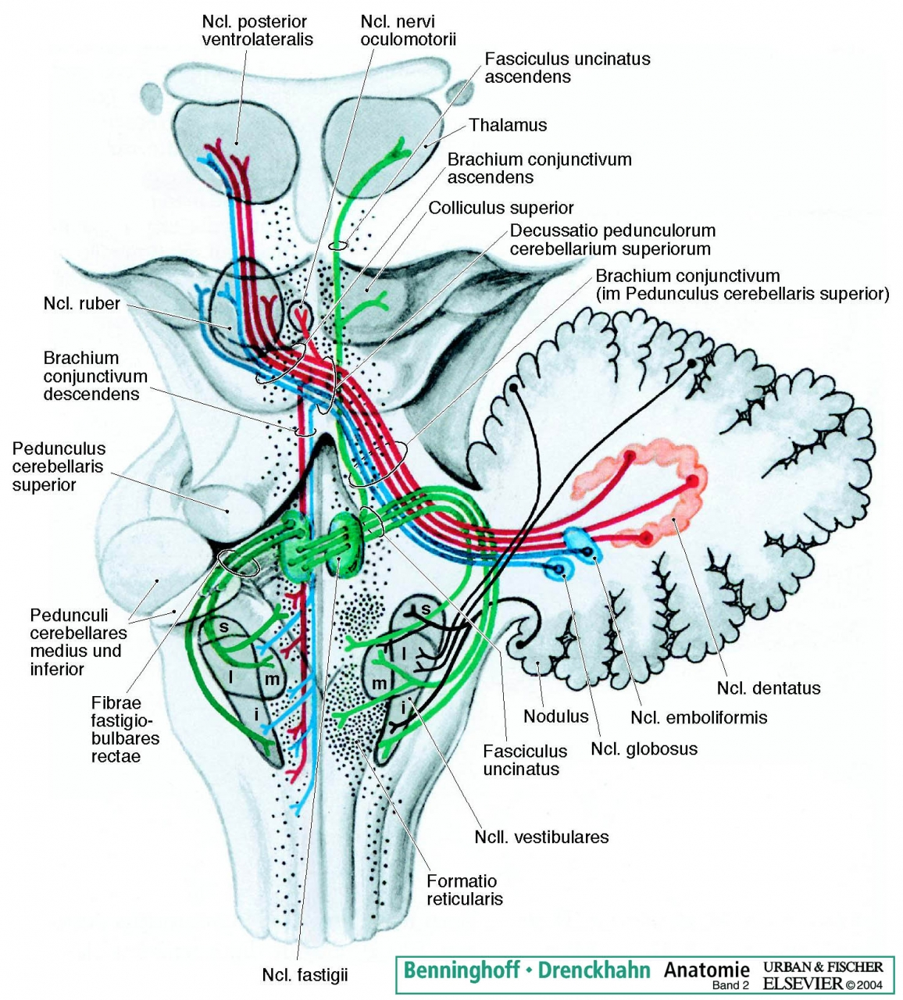 Ncl. posterior
ventrolateralis
Ncl. nervi
oculomotorii
Fasciculus uncinatus
ascendens
Thalamus
Brachium conjunctivum
ascendens
Colliculus superior
Decussatio pedunculorum
cerebellarium superiorum
Brachium conjunctivum
(im Pedunculus cerebellaris superior)
Ncl. ruber
Brachium
conjunctivum
descendens
Pedunculus
cerebellaris
superior
Pedunculi
cerebellares
medius und
inferior
Fibrae
fastigio-
bulbares
rectae
s
l
m
i
s
l
m
i
Ncl. dentatus
Ncl. emboliformis
Nodulus
Ncl. globosus
Fasciculus
uncinatus
Ncll. vestibulares
Formatio
reticularis
Ncl. fastigii
Benninghoff · Drenckhahn Anatomie Band 2
URBAN & FISCHER
ELSEVIER © 2004